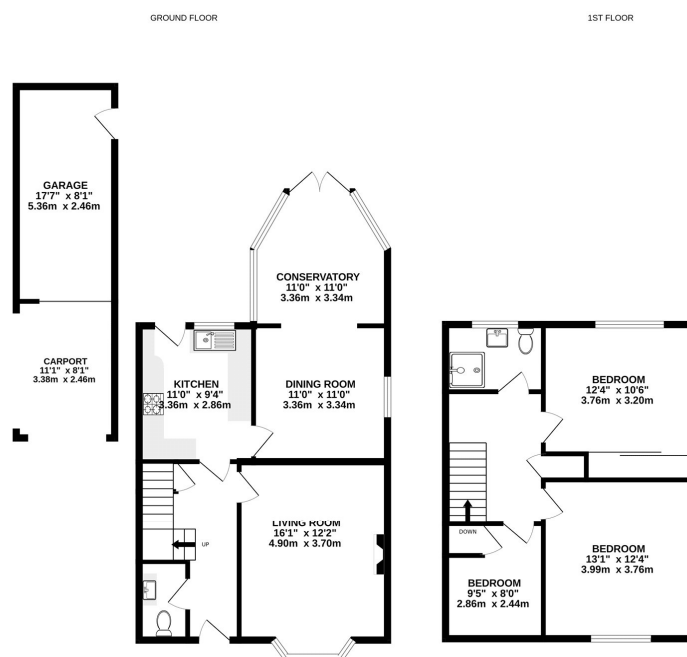 GROUND FLOOR
1ST FLOOR
GARAGE
17'7" x 8'1"
5.36m x 2.46m
CARPORT
11'1" x 8'1"
3.38m x 2.46m
CONSERVATORY
11'0" x 11'0"
3.36m x 3.34m
KITCHEN
11'0" x 9'4"
3.36m x 2.86m
DINING ROOM
11'0" x 11'0"
3.36m x 3.34m
LIVING ROOM
16'1" x 12'2"
4.90m x 3.70m
UP
BEDROOM
12'4" x 10'6"
3.76m x 3.20m
DOWN
BEDROOM
13'1" x 12'4"
3.99m x 3.76m
BEDROOM
9'5" x 8'0"
2.86m x 2.44m